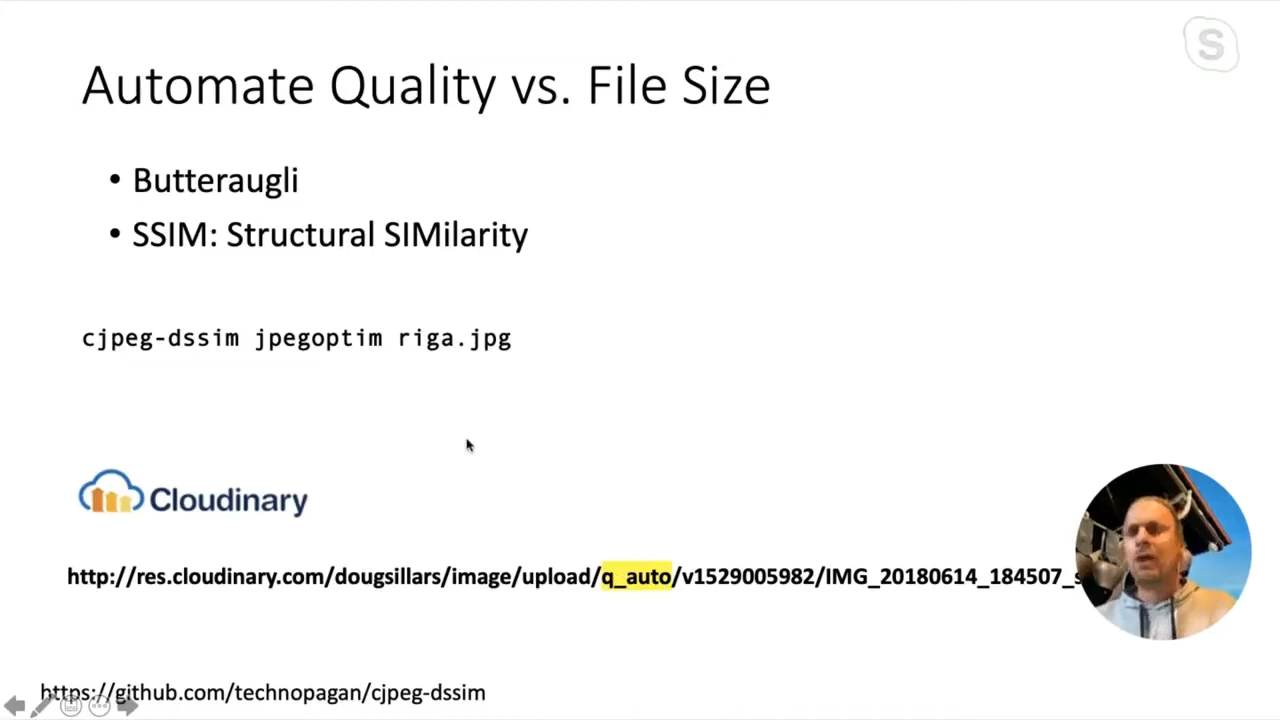 S
Automate Quality vs. File Size
• Butteraugli
• SSIM: Structural SIMilarity
cjpeg-dssim jpegoptim riga.jpg
Cloudinary
http://res.cloudinary.com/dougsillars/image/upload/q_auto/v1529005982/IMG_20180614_184507_s
https://github.com/technopagan/cjpeg-dssim